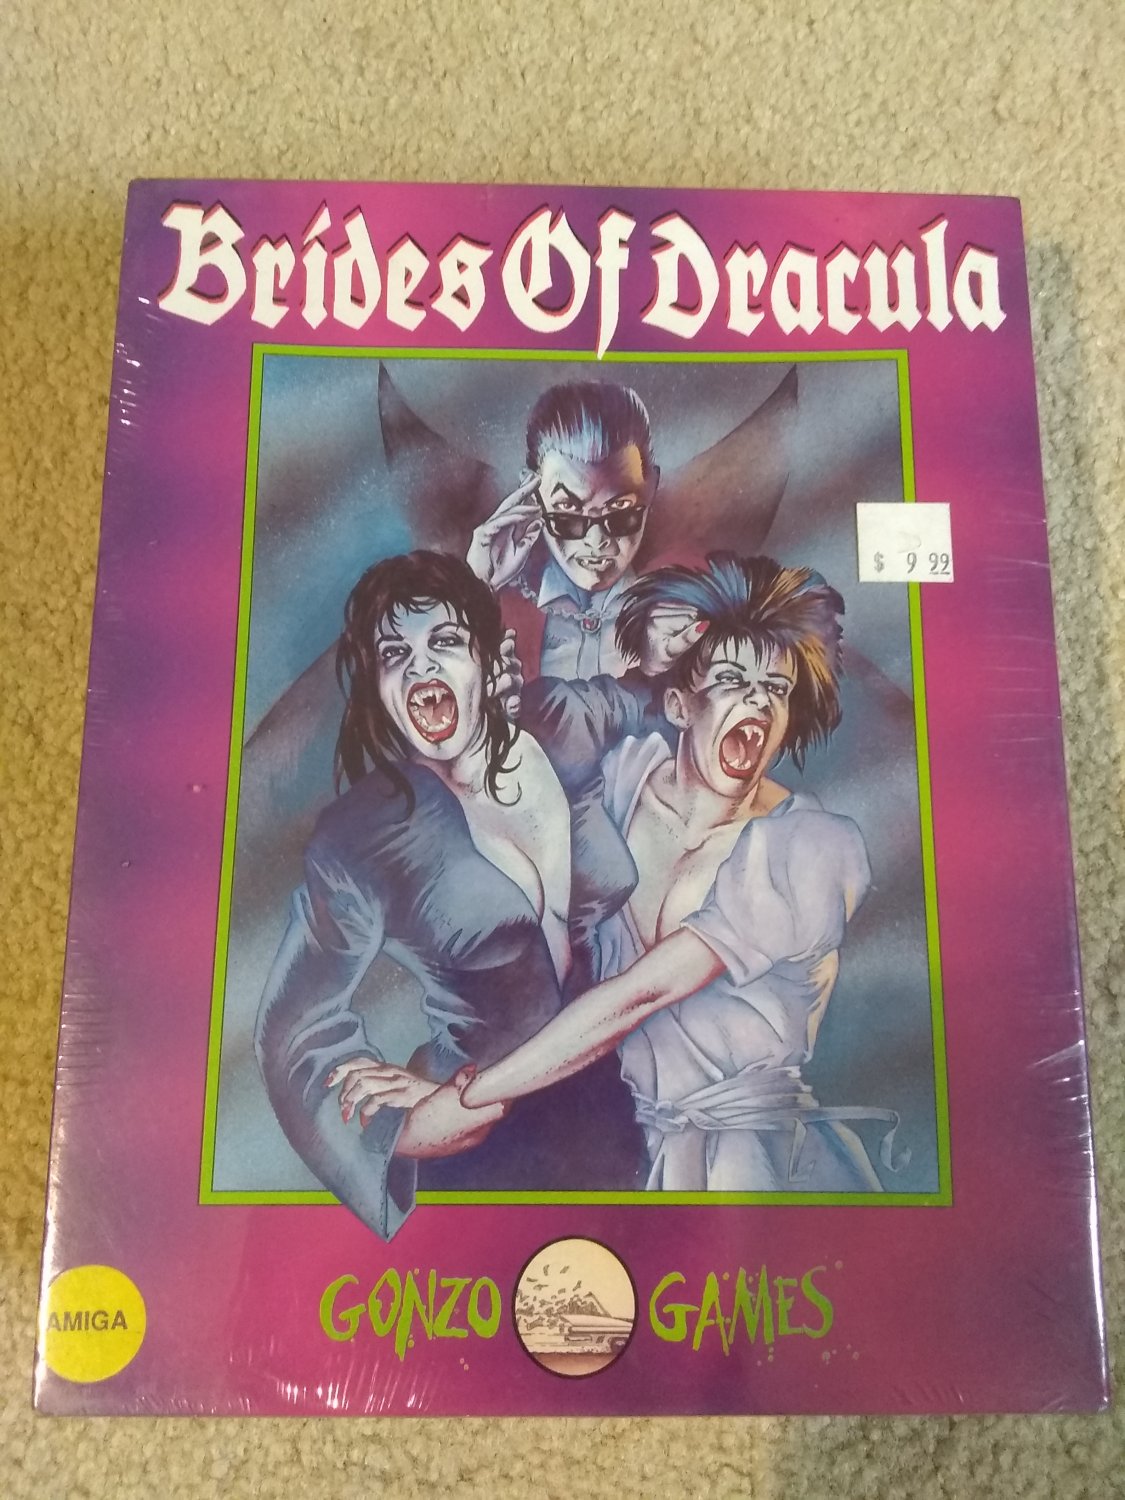 Brides Of Dracula
$ 9 99
AMIGA
GONZO GAMES